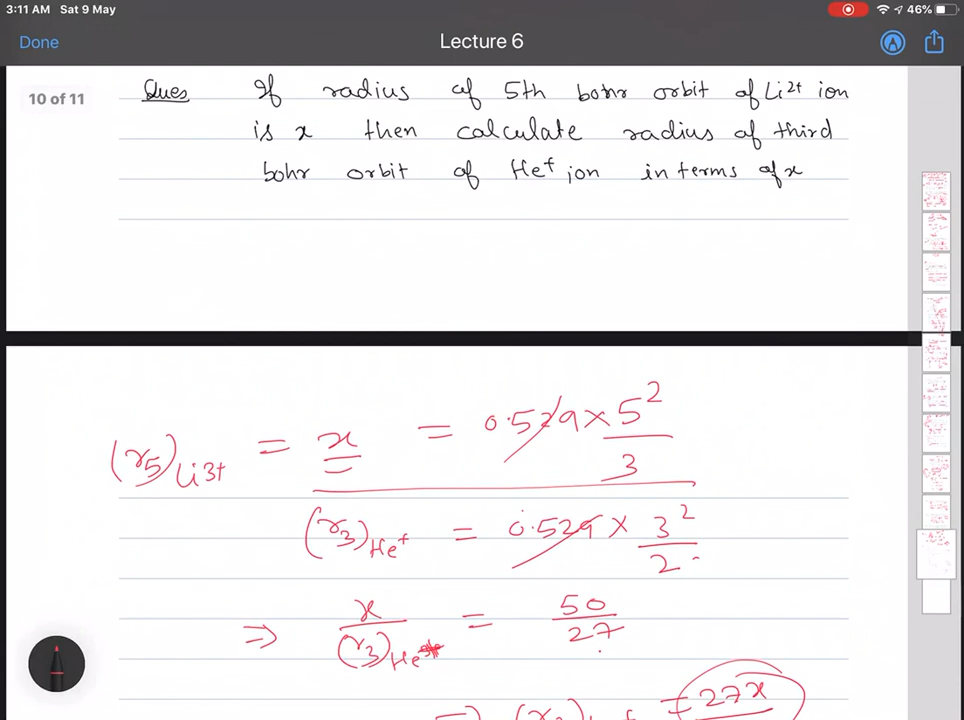 3:11 AM Sat 9 May
46%
Done
Lecture 6
10 of 11
Ques If radius of 5th bohr orbit of Li2+ ion
is x then calculate radius of third
bohr orbit of He+ ion in terms of x
(r5)Li3+ = x = 0.529 × 5²/3
(r3)He+ = 0.529 × 3²/2
⇒ x/(r3)He = 50/27
27x